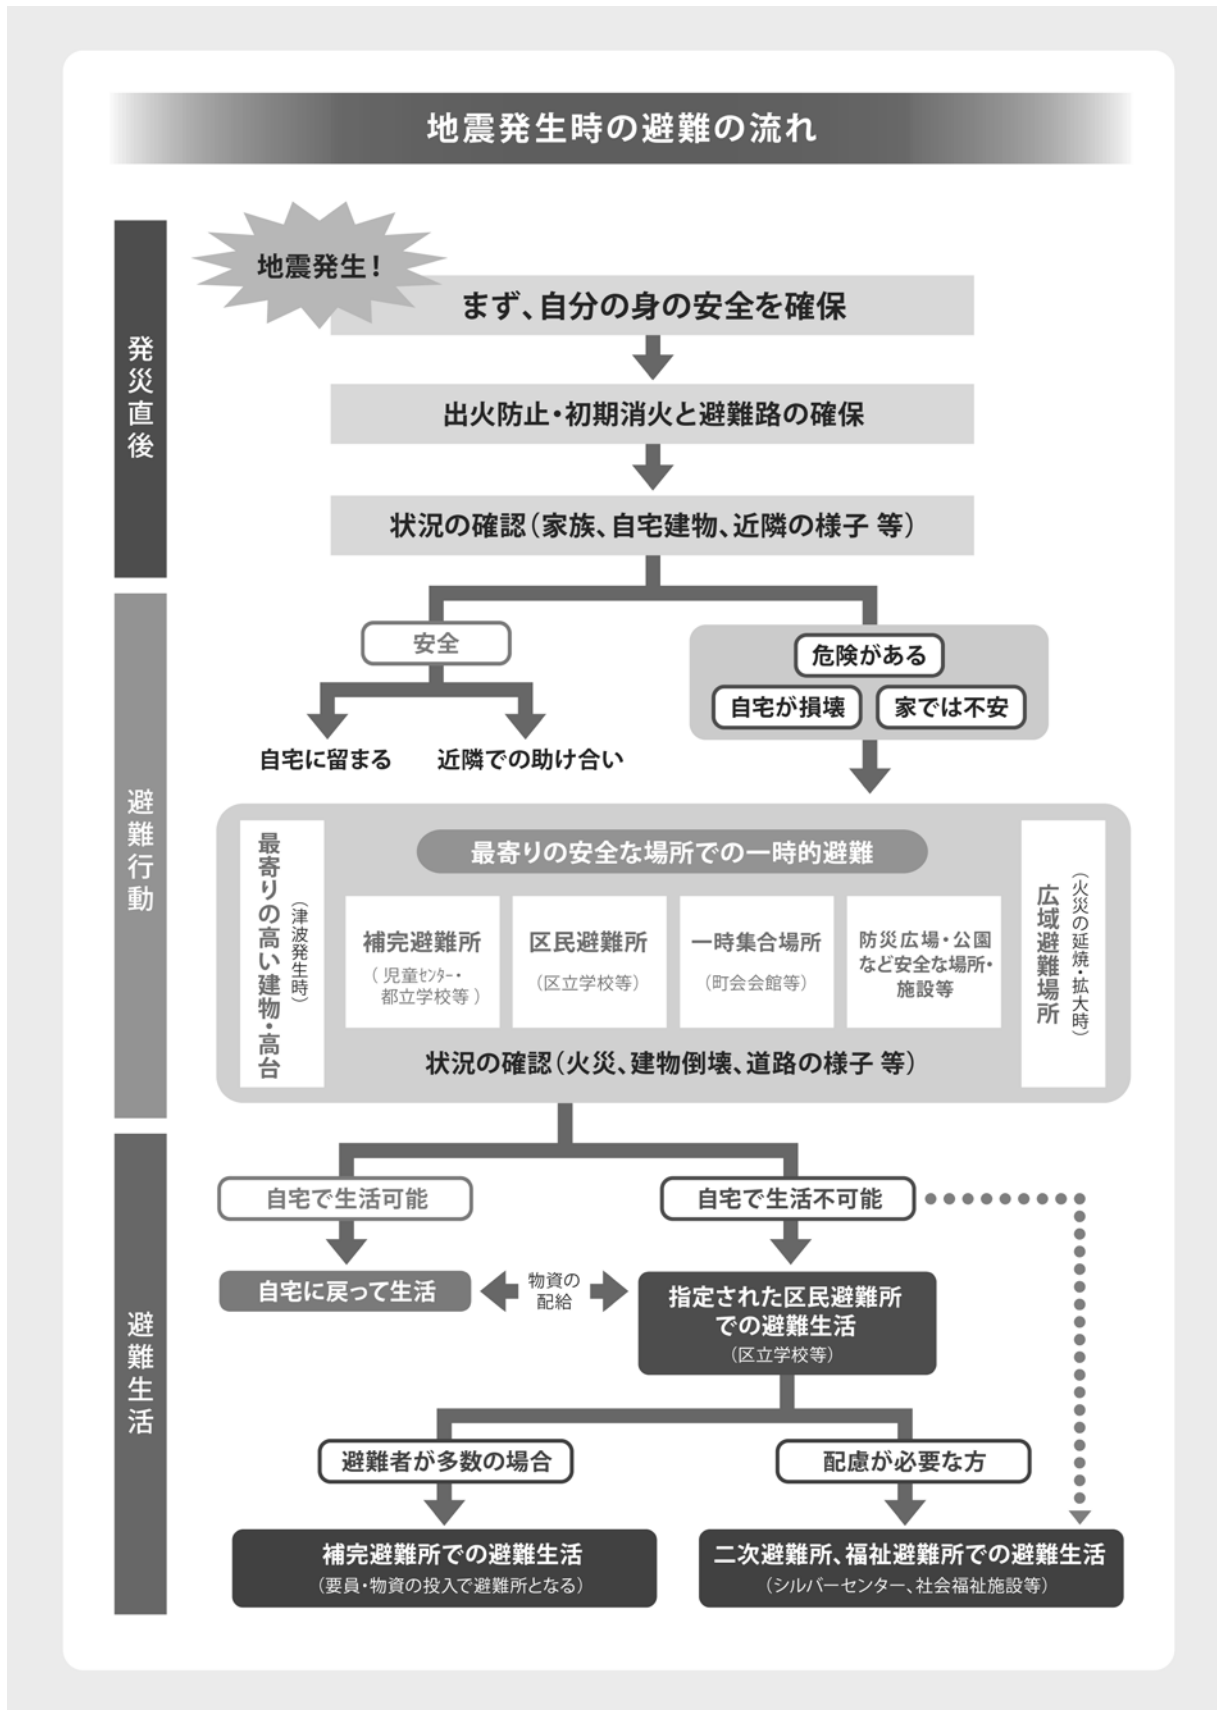 地震発生時の避難の流れ
発災直後
地震発生！
まず、自分の身の安全を確保
出火防止・初期消火と避難路の確保
状況の確認（家族、自宅建物、近隣の様子 等）
避難行動
安全
危険がある
自宅が損壊
家では不安
自宅に留まる
近隣での助け合い
最寄りの高い建物・高台
（津波発生時）
最寄りの安全な場所での一時的避難
補完避難所
（児童ｾﾝﾀｰ・
都立学校等）
区民避難所
（区立学校等）
一時集合場所
（町会会館等）
防災広場・公園
など安全な場所・
施設等
広域避難場所
（火災の延焼・拡大時）
状況の確認（火災、建物倒壊、道路の様子 等）
避難生活
自宅で生活可能
自宅で生活不可能
自宅に戻って生活
物資の
配給
指定された区民避難所
での避難生活
（区立学校等）
避難者が多数の場合
配慮が必要な方
補完避難所での避難生活
（要員・物資の投入で避難所となる）
二次避難所、福祉避難所での避難生活
（シルバーセンター、社会福祉施設等）